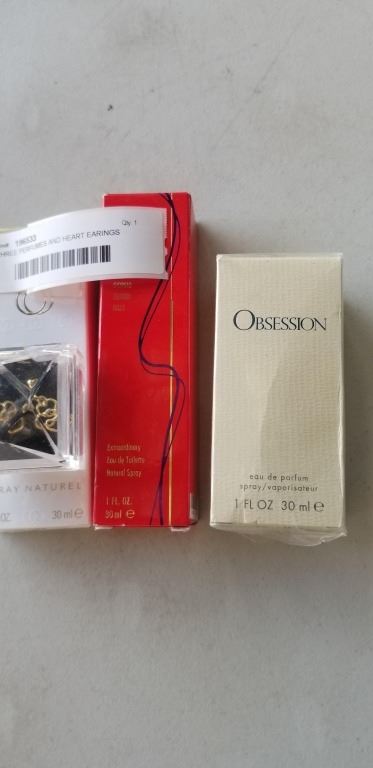 196533
Qty: 1
THREE PERFUMES AND HEART EARINGS
RAY NATUREL
OZ
30 ml e
Extraordinary
Eau de Toilette
Natural Spray
1 FL. OZ.
30 ml e
OBSESSION
eau de parfum
spray/vaporisateur
1 FL OZ 30 ml e